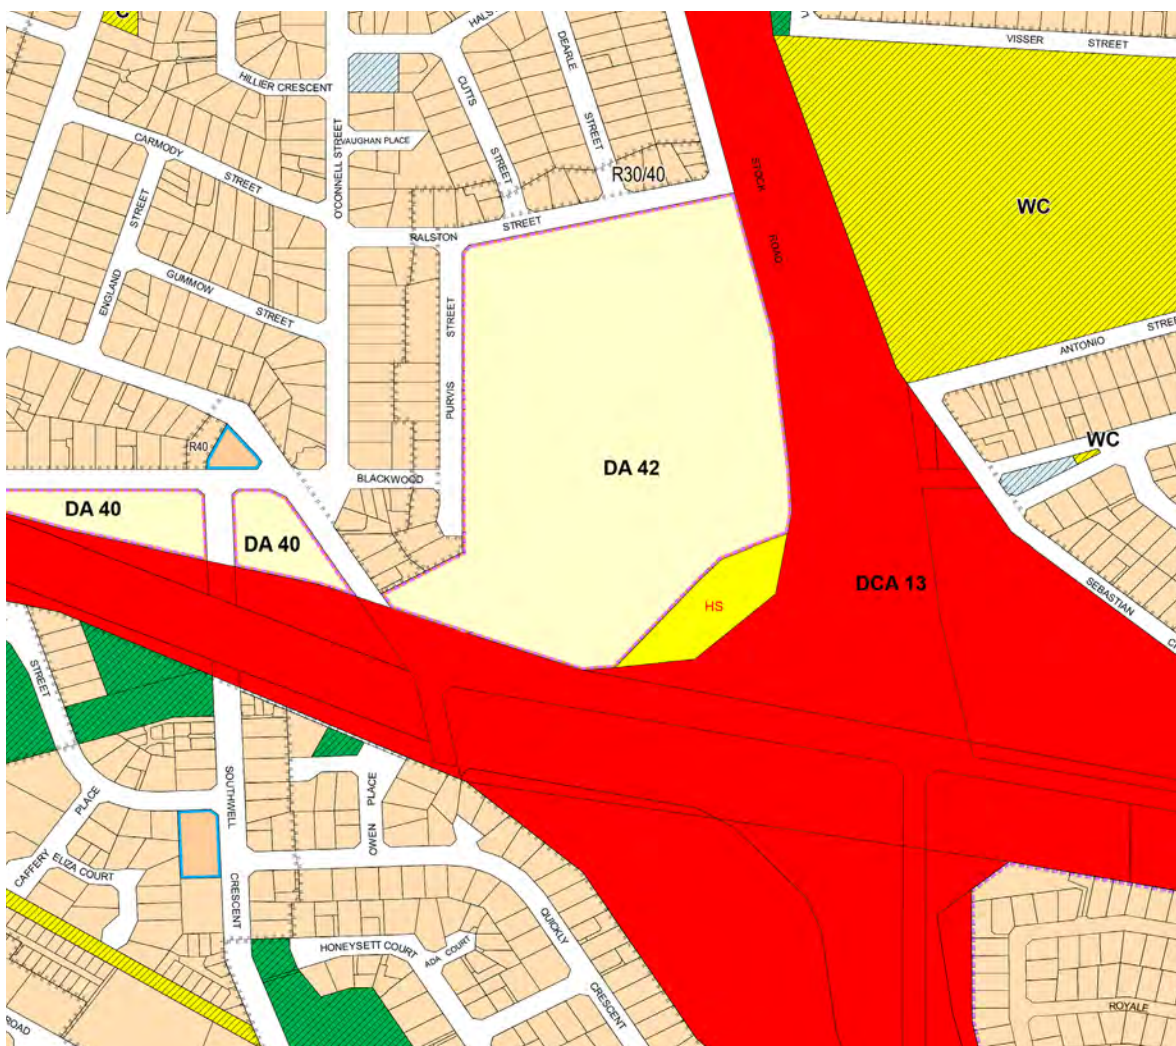 C
HILLIER CRESCENT
CUTTS
STREET
DEARLE
STREET
VISSER STREET
CARMODY
STREET
O'CONNELL STREET
VAUGHAN PLACE
R30/40
STOCK
ROAD
WC
RALSTON STREET
ENGLAND
STREET
GUMMOW
STREET
PURVIS
STREET
ANTONIO
R40
BLACKWOOD
DA 42
WC
DA 40
DA 40
HS
DCA 13
SEBASTIAN
STREET
SOUTHWELL
CRESCENT
OWEN PLACE
CAFFERY
PLACE
ELIZA COURT
QUICKLY
CRESCENT
HONEYSETT COURT
ADA COURT
ROYALE
ROAD